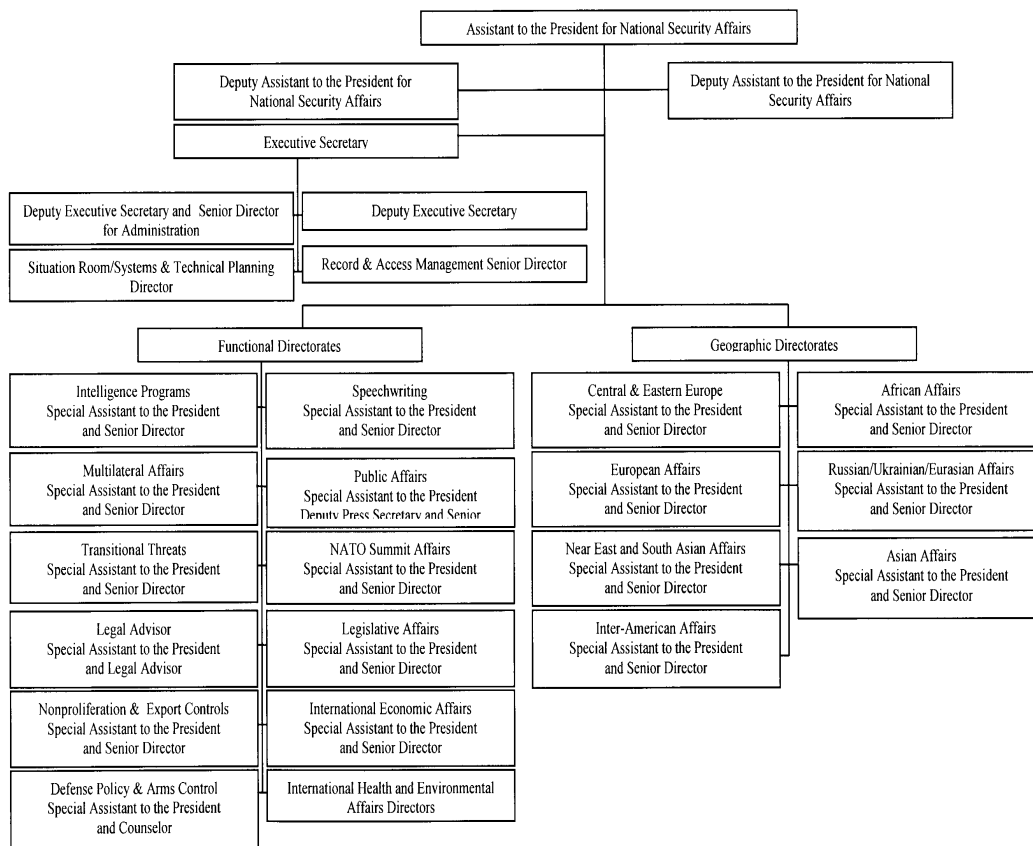 Assistant to the President for National Security Affairs
Deputy Assistant to the President for
National Security Affairs
Deputy Assistant to the President for National
Security Affairs
Executive Secretary
Deputy Executive Secretary and Senior Director
for Administration
Deputy Executive Secretary
Situation Room/Systems & Technical Planning
Director
Record & Access Management Senior Director
Functional Directorates
Intelligence Programs
Special Assistant to the President
and Senior Director
Speechwriting
Special Assistant to the President
and Senior Director
Multilateral Affairs
Special Assistant to the President
and Senior Director
Public Affairs
Special Assistant to the President
Deputy Press Secretary and Senior
Transitional Threats
Special Assistant to the President
and Senior Director
NATO Summit Affairs
Special Assistant to the President
and Senior Director
Legal Advisor
Special Assistant to the President
and Legal Advisor
Legislative Affairs
Special Assistant to the President
and Senior Director
Nonproliferation & Export Controls
Special Assistant to the President
and Senior Director
International Economic Affairs
Special Assistant to the President
and Senior Director
Defense Policy & Arms Control
Special Assistant to the President
and Counselor
International Health and Environmental
Affairs Directors
Geographic Directorates
Central & Eastern Europe
Special Assistant to the President
and Senior Director
African Affairs
Special Assistant to the President
and Senior Director
European Affairs
Special Assistant to the President
and Senior Director
Russian/Ukrainian/Eurasian Affairs
Special Assistant to the President
and Senior Director
Near East and South Asian Affairs
Special Assistant to the President
and Senior Director
Asian Affairs
Special Assistant to the President
and Senior Director
Inter-American Affairs
Special Assistant to the President
and Senior Director